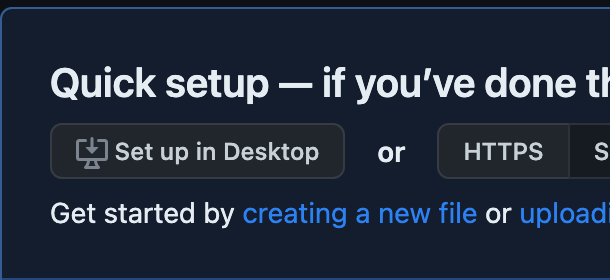 Quick setup — if you’ve done th
Set up in Desktop or HTTPS S
Get started by creating a new file or uploadi